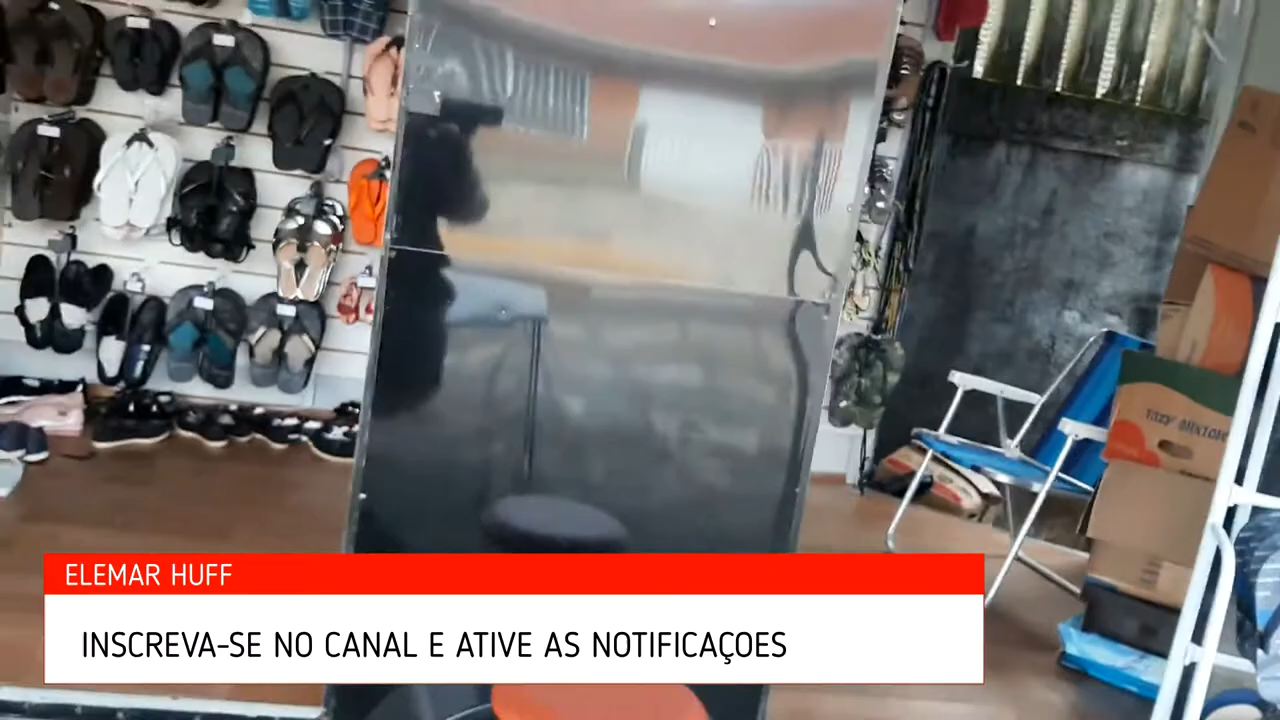 ELEMAR HUFF
INSCREVA-SE NO CANAL E ATIVE AS NOTIFICAÇOES